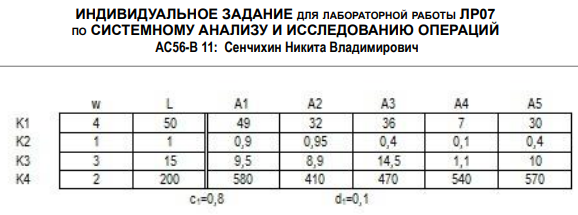 ИНДИВИДУАЛЬНОЕ ЗАДАНИЕ ДЛЯ ЛАБОРАТОРНОЙ РАБОТЫ ЛР07
ПО СИСТЕМНОМУ АНАЛИЗУ И ИССЛЕДОВАНИЮ ОПЕРАЦИЙ
АС56-В 11: Сенчихин Никита Владимирович
w L A1 A2 A3 A4 A5
K1 4 50 49 32 36 7 30
K2 1 1 0,9 0,95 0,4 0,1 0,4
K3 3 15 9,5 8,9 14,5 1,1 10
K4 2 200 580 410 470 540 570
c1=0,8 d1=0,1